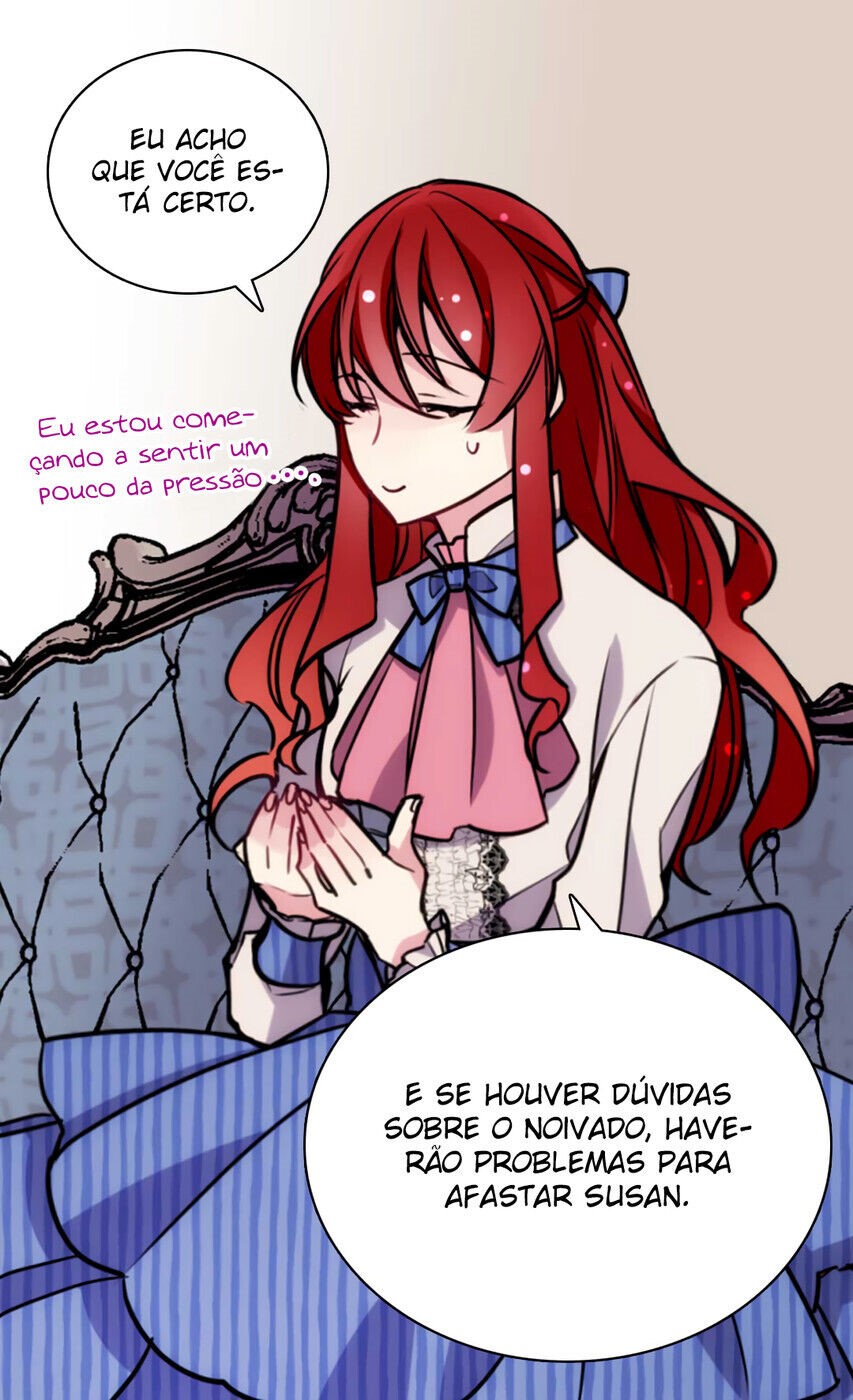 EU ACHO
QUE VOCÊ ES-
TÁ CERTO.
Eu estou come-
çando a sentir um
pouco da pressão....
E SE HOUVER DÚVIDAS
SOBRE O NOIVADO, HAVE-
RÃO PROBLEMAS PARA
AFASTAR SUSAN.